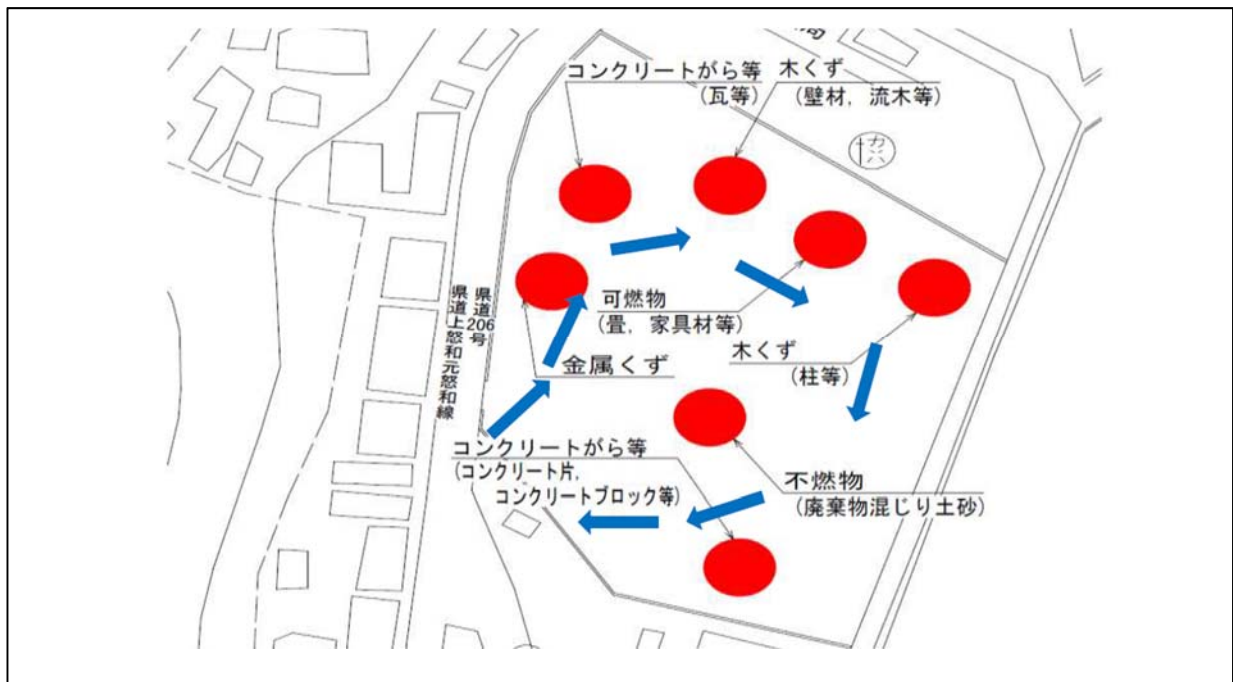 コンクリートがら等
(瓦等)
木くず
(壁材, 流木等)
可燃物
(畳, 家具材等)
木くず
(柱等)
金属くず
県道206号
県道上怒和元怒和線
コンクリートがら等
(コンクリート片,
コンクリートブロック等)
不燃物
(廃棄物混じり土砂)